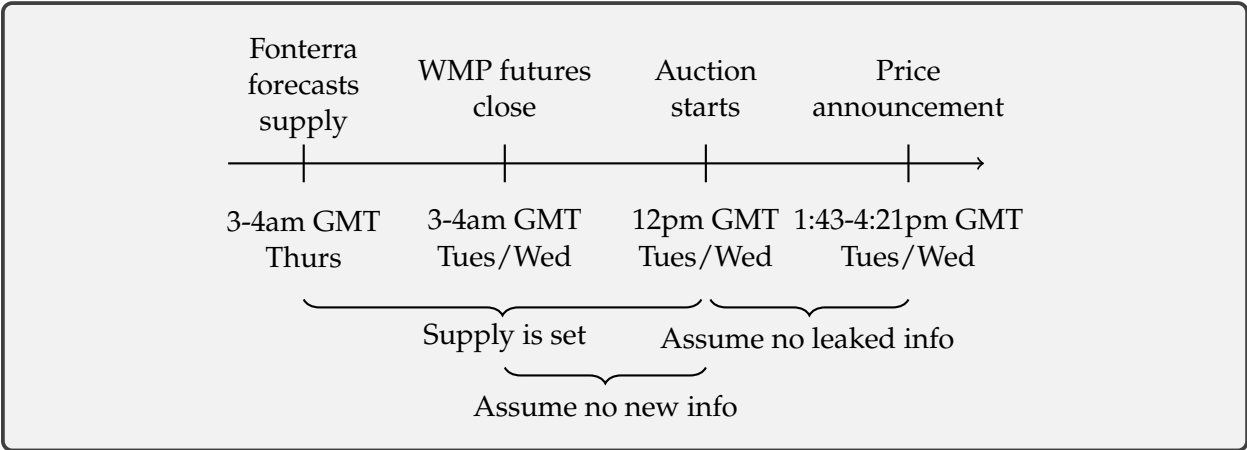 Fonterra
forecasts
supply
WMP futures
close
Auction
starts
Price
announcement
3-4am GMT
Thurs
3-4am GMT
Tues/Wed
12pm GMT
Tues/Wed
1:43-4:21pm GMT
Tues/Wed
Supply is set
Assume no leaked info
Assume no new info